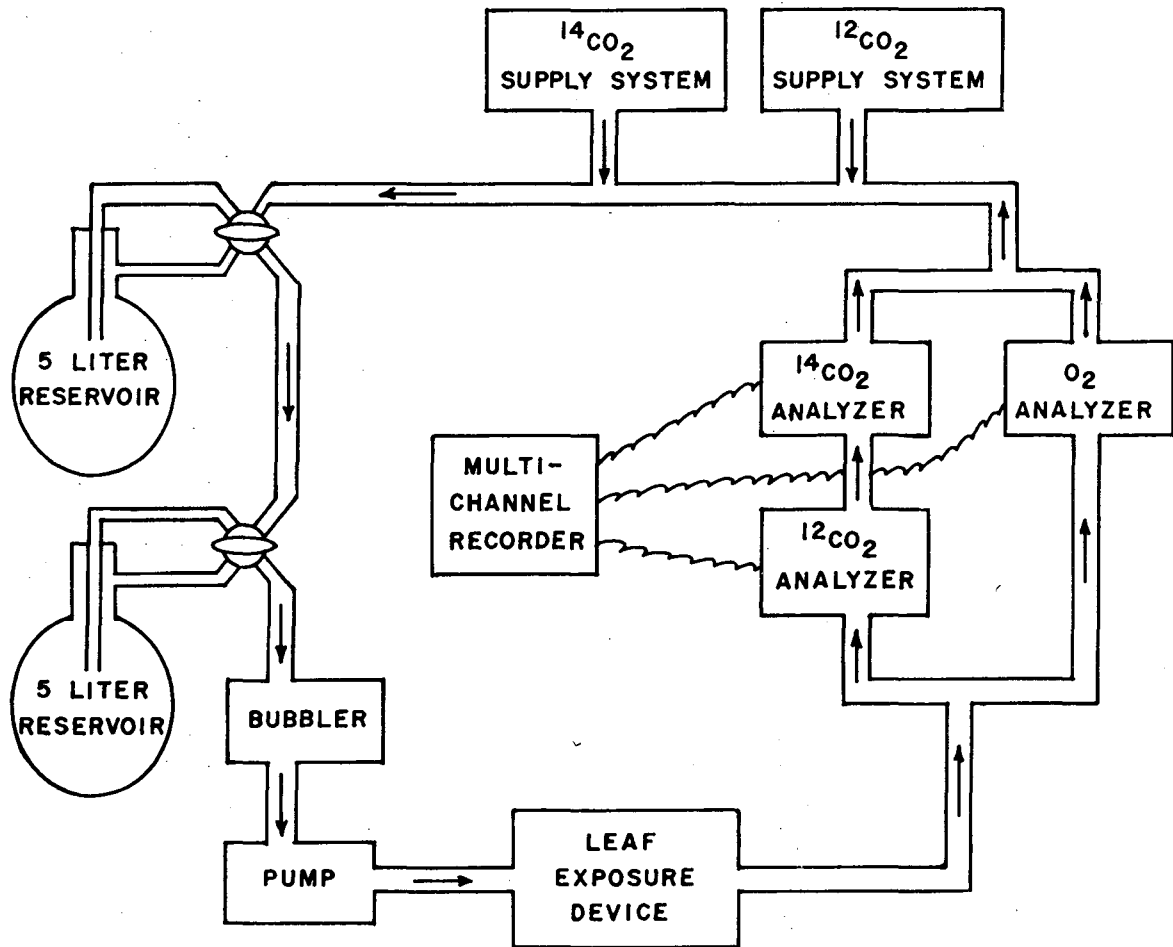 ¹⁴CO₂
SUPPLY SYSTEM
¹²CO₂
SUPPLY SYSTEM
5 LITER
RESERVOIR
¹⁴CO₂
ANALYZER
O₂
ANALYZER
MULTI-
CHANNEL
RECORDER
¹²CO₂
ANALYZER
5 LITER
RESERVOIR
BUBBLER
PUMP
LEAF
EXPOSURE
DEVICE